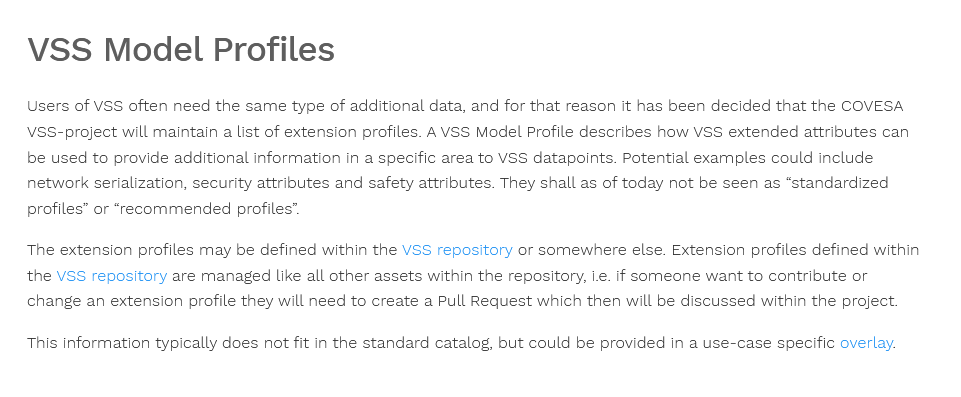 VSS Model Profiles
Users of VSS often need the same type of additional data, and for that reason it has been decided that the COVESA
VSS-project will maintain a list of extension profiles. A VSS Model Profile describes how VSS extended attributes can
be used to provide additional information in a specific area to VSS datapoints. Potential examples could include
network serialization, security attributes and safety attributes. They shall as of today not be seen as “standardized
profiles” or “recommended profiles”.
The extension profiles may be defined within the VSS repository or somewhere else. Extension profiles defined within
the VSS repository are managed like all other assets within the repository, i.e. if someone want to contribute or
change an extension profile they will need to create a Pull Request which then will be discussed within the project.
This information typically does not fit in the standard catalog, but could be provided in a use-case specific overlay.